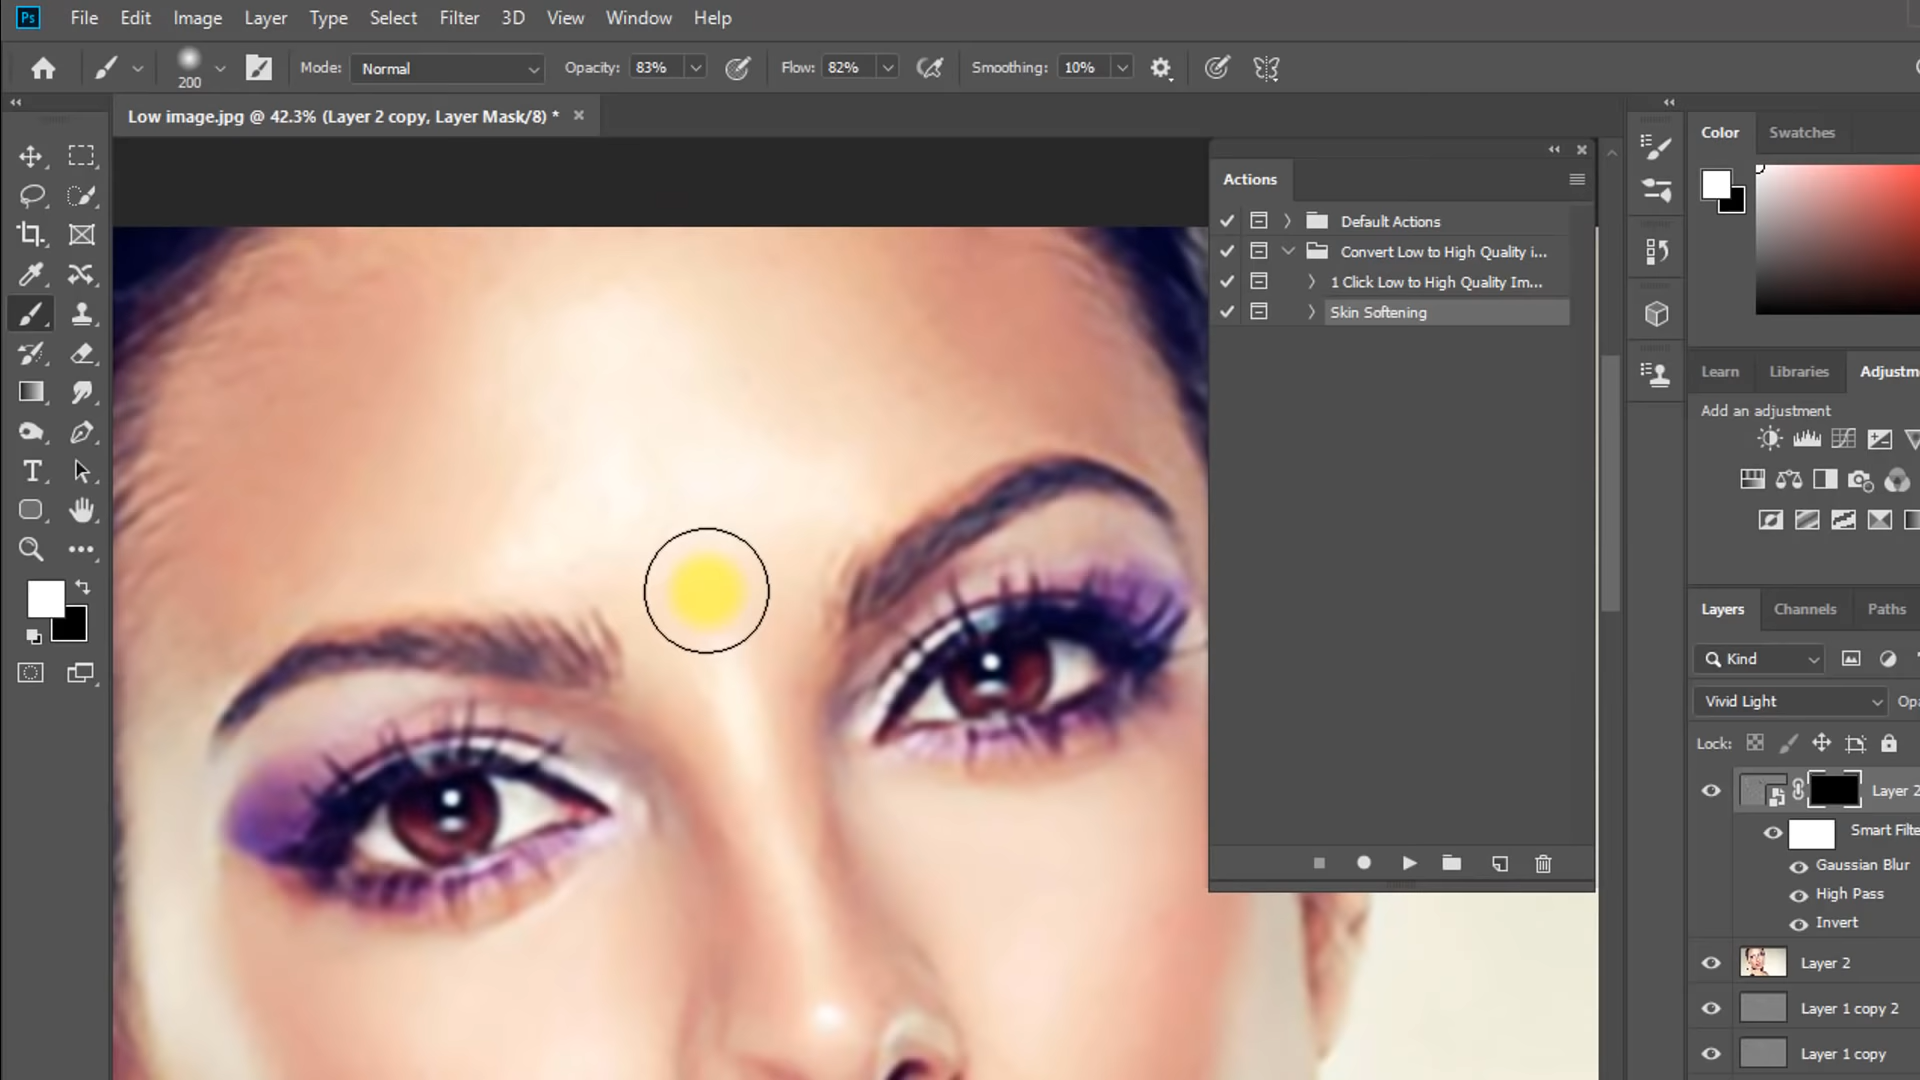 Ps File Edit Image Layer Type Select Filter 3D View Window Help
200 Mode: Normal Opacity: 83% Flow: 82% Smoothing: 10%
Low image.jpg @ 42.3% (Layer 2 copy, Layer Mask/8) *
Actions
Default Actions
Convert Low to High Quality i...
1 Click Low to High Quality Im...
Skin Softening
Color Swatches
Learn Libraries Adjustm
Add an adjustment
Layers Channels Paths
Kind
Vivid Light
Lock:
Layer 2
Smart Filte
Gaussian Blur
High Pass
Invert
Layer 2
Layer 1 copy 2
Layer 1 copy